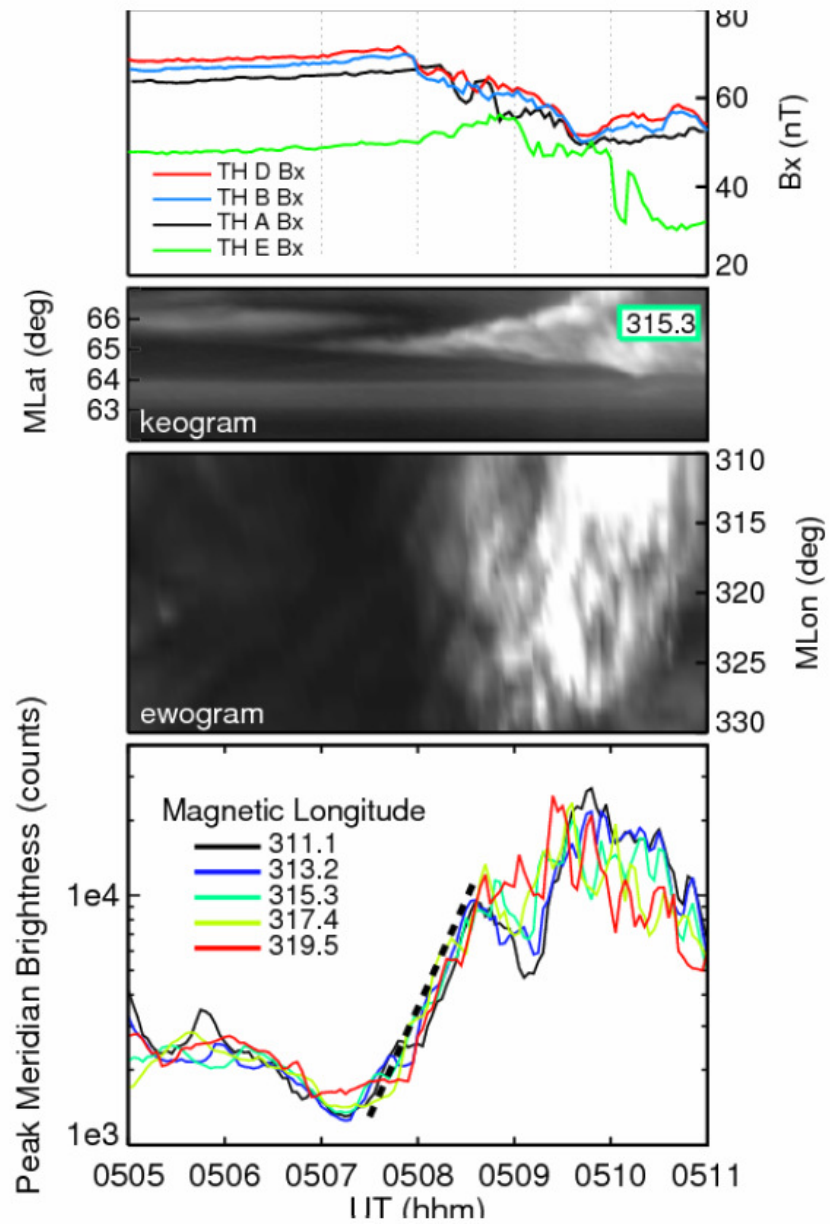 80
60
40
20
Bx (nT)
TH D Bx
TH B Bx
TH A Bx
TH E Bx
66
65
64
63
MLat (deg)
315.3
keogram
310
315
320
325
330
MLon (deg)
ewogram
Peak Meridian Brightness (counts)
1e4
1e3
Magnetic Longitude
311.1
313.2
315.3
317.4
319.5
0505 0506 0507 0508 0509 0510 0511
UT (hhm)